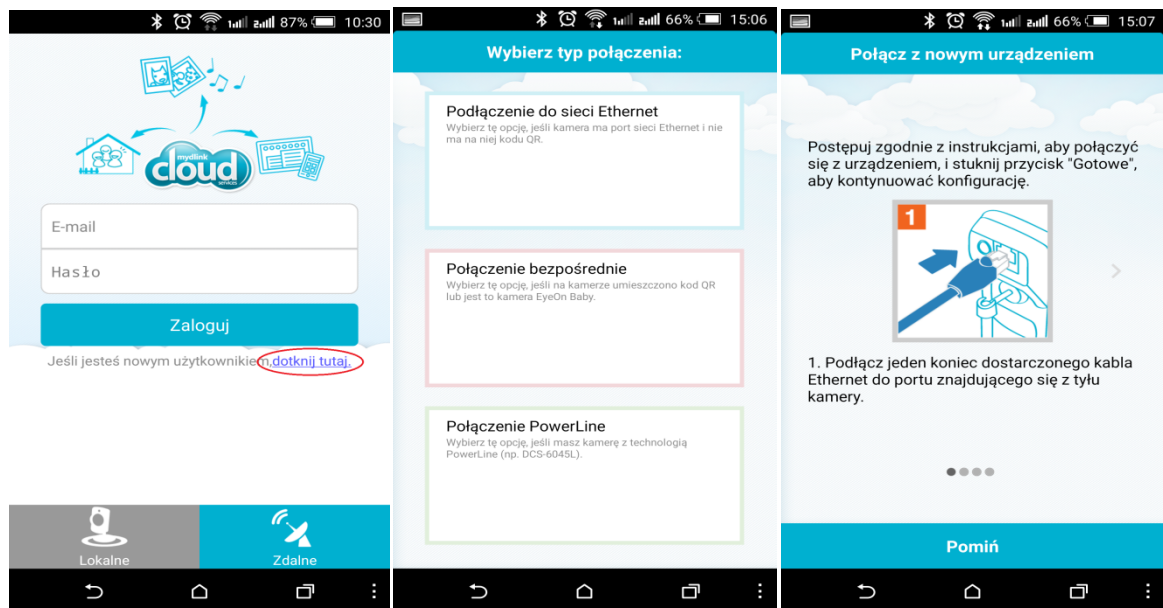 87% 10:30
mydlink
cloud
services
E-mail
Hasło
Zaloguj
Jeśli jesteś nowym użytkownikiem,dotknij tutaj.
Lokalne
Zdalne
66% 15:06
Wybierz typ połączenia:
Podłączenie do sieci Ethernet
Wybierz tę opcję, jeśli kamera ma port sieci Ethernet i nie
ma na niej kodu QR.
Połączenie bezpośrednie
Wybierz tę opcję, jeśli na kamerze umieszczono kod QR
lub jest to kamera EyeOn Baby.
Połączenie PowerLine
Wybierz tę opcję, jeśli masz kamerę z technologią
PowerLine (np. DCS-6045L).
66% 15:07
Połącz z nowym urządzeniem
Postępuj zgodnie z instrukcjami, aby połączyć
się z urządzeniem, i stuknij przycisk "Gotowe",
aby kontynuować konfigurację.
1
1. Podłącz jeden koniec dostarczonego kabla
Ethernet do portu znajdującego się z tyłu
kamery.
Pomiń